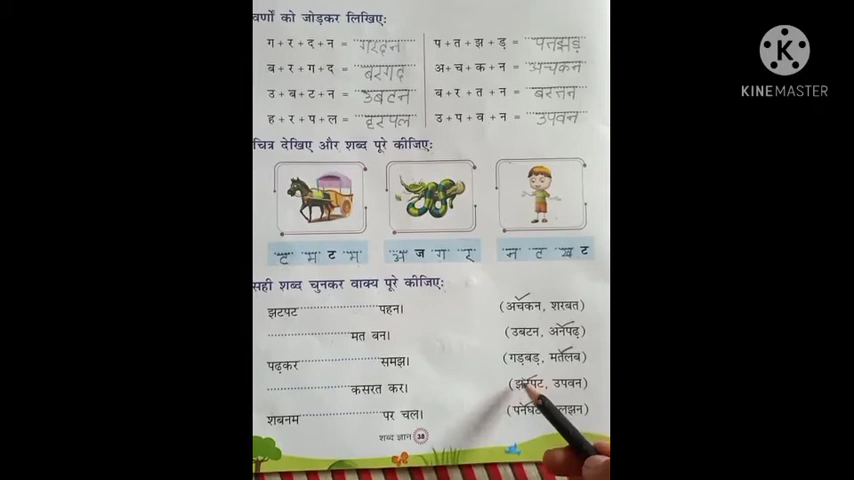 वर्णों को जोड़कर लिखिए:
ग + र + द + न = गरदन
प + त + झ + ड़ = पतझड़
ब + र + ग + द = बरगद
अ + च + क + न = अचकन
उ + ब + ट + न = उबटन
ब + र + त + न = बरतन
ह + र + प + ल = हरपल
उ + प + व + न = उपवन
चित्र देखिए और शब्द पूरे कीजिए:
ट म ट म
अ ज ग र
न ट ख ट
सही शब्द चुनकर वाक्य पूरे कीजिए:
झटपट .................... पहन। (अचकन, शरबत)
.................... मत बन। (उबटन, अनपढ़)
पढ़कर .................... समझ। (गड़बड़, मतलब)
.................... कसरत कर। (झटपट, उपवन)
शबनम .................... पर चल। (पनघट
शब्द ज्ञान 38
KINEMASTER